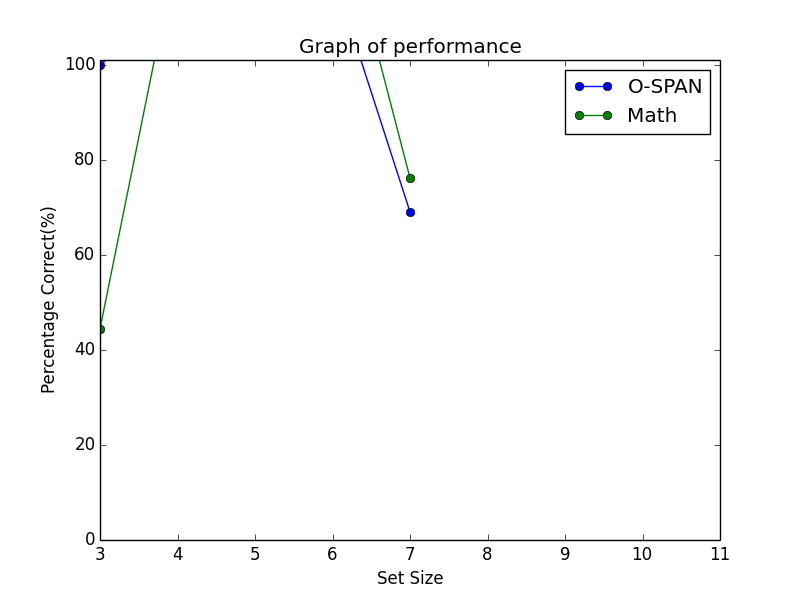 Graph of performance
O-SPAN
Math
Percentage Correct(%)
100
80
60
40
20
0
3 4 5 6 7 8 9 10 11
Set Size